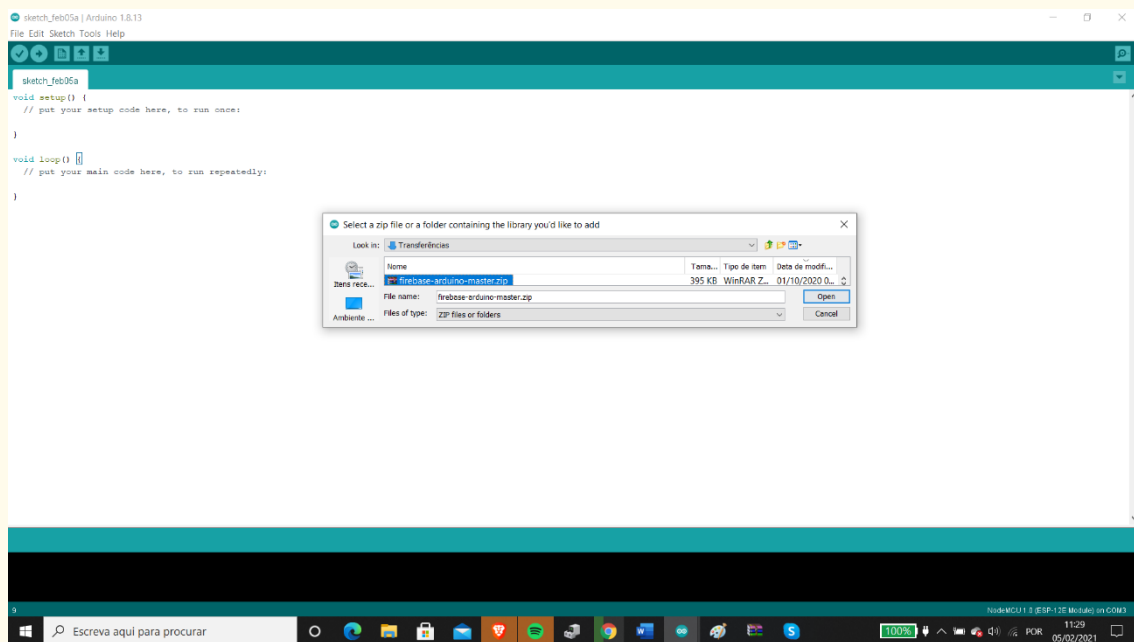 sketch_feb05a | Arduino 1.8.13
File Edit Sketch Tools Help
sketch_feb05a
void setup() {
// put your setup code here, to run once:
}
void loop() {
// put your main code here, to run repeatedly:
}
Select a zip file or a folder containing the library you'd like to add
Look in: Transferências
Nome Tama... Tipo de item Data de modifi...
firebase-arduino-master.zip 395 KB WinRAR Z... 01/10/2020 0...
Itens rece...
File name: firebase-arduino-master.zip Open
Ambiente ... Files of type: ZIP files or folders Cancel
9 NodeMCU 1.0 (ESP-12E Module) on COM3
Escreva aqui para procurar 100% POR 11:29
05/02/2021